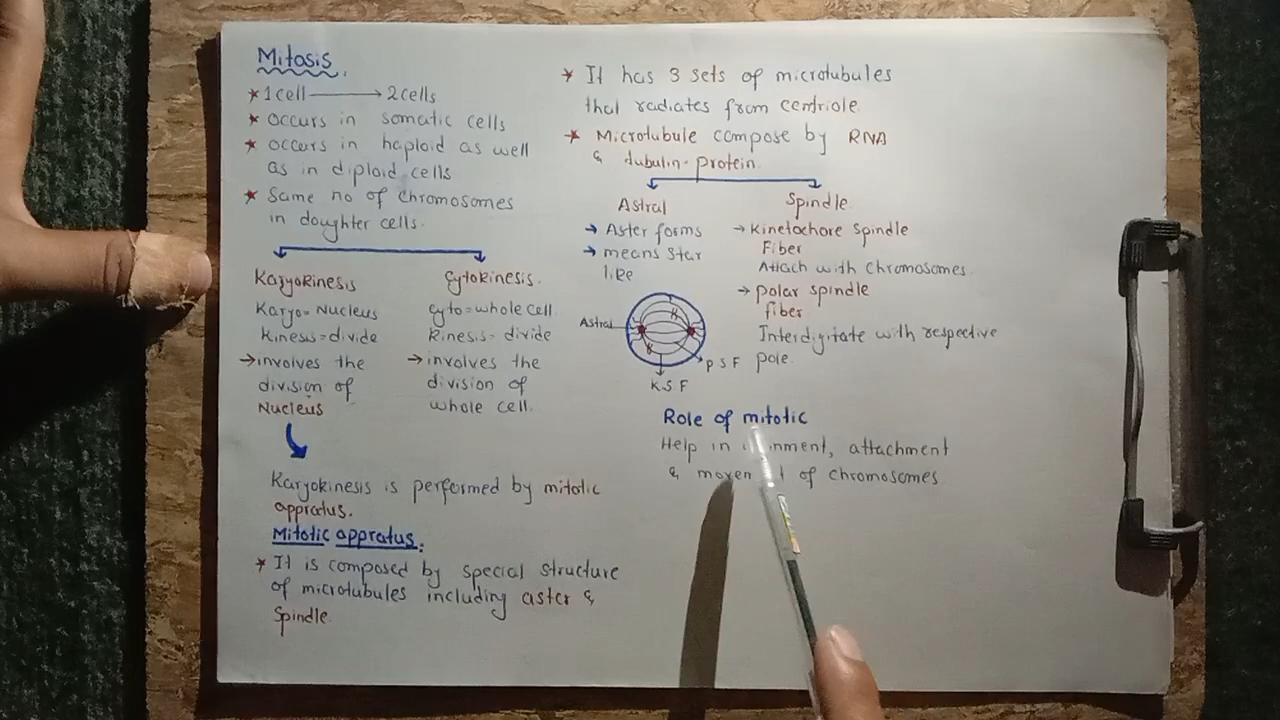 Mitosis.
* 1 cell → 2 cells
* occurs in somatic cells
* occurs in haploid as well
as in diploid cells
* Same no of chromosomes
in doughter cells.
Karyokinesis
Karyo = Nucleus
kinesis = divide
→ involves the
division of
Nucleus
Cytokinesis.
Cyto = whole cell.
Kinesis = divide
→ involves the
division of
whole cell.
Karyokinesis is performed by mitotic
appratus.
Mitotic appratus:
* It is composed by special structure
of microtubules including aster &
Spindle.
* It has 3 sets of microtubules
that radiates from centriole
* Microtubule compose by RNA
& tubulin-protein.
Astral
→ Aster forms
→ means star
like
Spindle
→ Kinetochore spindle
Fiber
Attach with chromosomes.
→ polar spindle
fiber
Interdigitate with respective
pole.
Astral
P S F
K.S F
Role of mitotic
Help in nment, attachment
& movem t of chromosomes